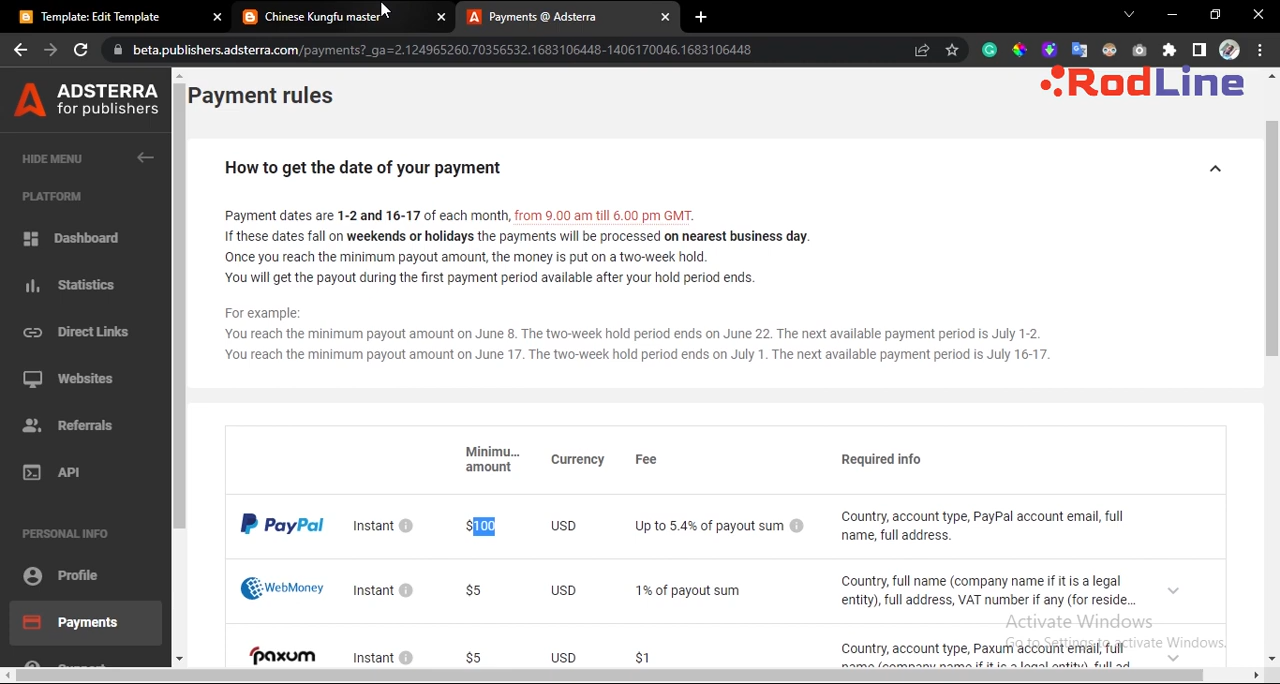 Template: Edit Template
Chinese Kungfu master
Payments @ Adsterra
beta.publishers.adsterra.com/payments?_ga=2.124965260.70356532.1683106448-1406170046.1683106448
RodLine
ADSTERRA
for publishers
HIDE MENU
PLATFORM
Dashboard
Statistics
Direct Links
Websites
Referrals
API
PERSONAL INFO
Profile
Payments
Support
Payment rules
How to get the date of your payment
Payment dates are 1-2 and 16-17 of each month, from 9.00 am till 6.00 pm GMT.
If these dates fall on weekends or holidays the payments will be processed on nearest business day.
Once you reach the minimum payout amount, the money is put on a two-week hold.
You will get the payout during the first payment period available after your hold period ends.
For example:
You reach the minimum payout amount on June 8. The two-week hold period ends on June 22. The next available payment period is July 1-2.
You reach the minimum payout amount on June 17. The two-week hold period ends on July 1. The next available payment period is July 16-17.
Minimu...
amount
Currency
Fee
Required info
PayPal
Instant
$100
USD
Up to 5.4% of payout sum
Country, account type, PayPal account email, full
name, full address.
WebMoney
Instant
$5
USD
1% of payout sum
Country, full name (company name if it is a legal
entity), full address, VAT number if any (for reside...
paxum
Instant
$5
USD
$1
Country, account type, Paxum account email, full
name (company name if it is a legal entity), full ad
Activate Windows
Go to Settings to activate Windows.